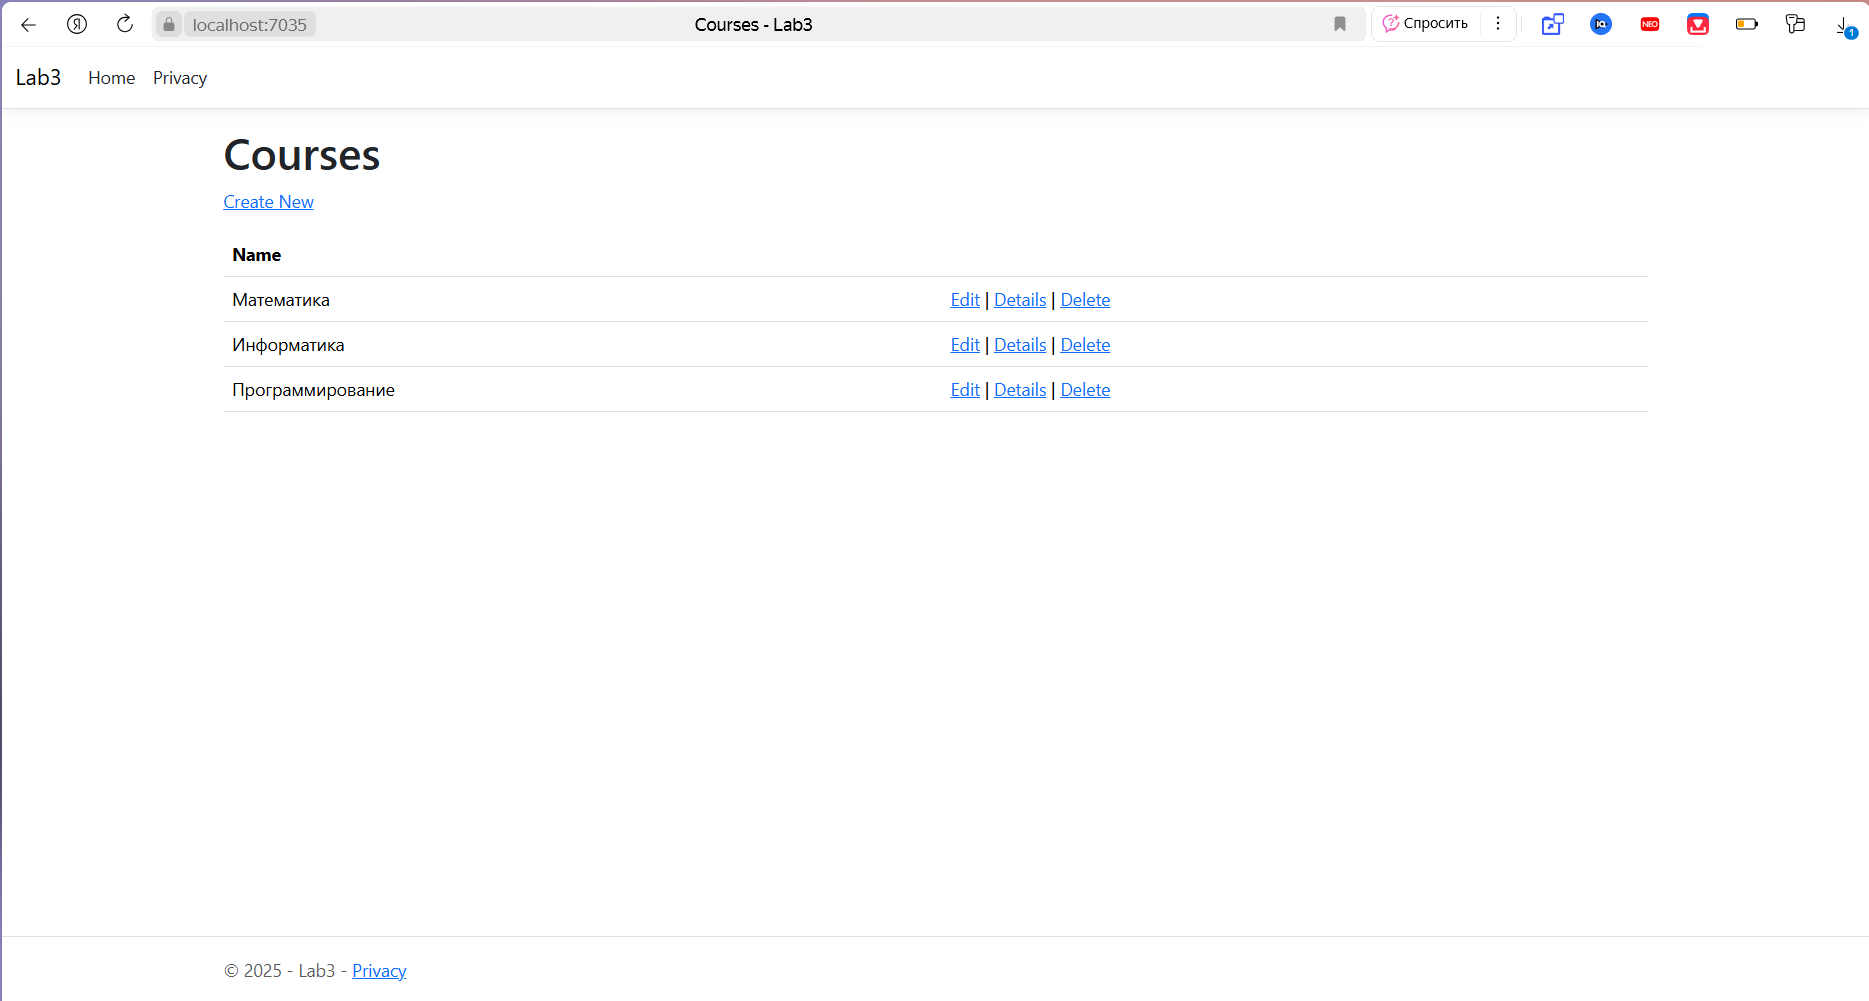 localhost:7035 Courses - Lab3 Спросить
Lab3 Home Privacy
Courses
Create New
Name
Математика Edit | Details | Delete
Информатика Edit | Details | Delete
Программирование Edit | Details | Delete
© 2025 - Lab3 - Privacy